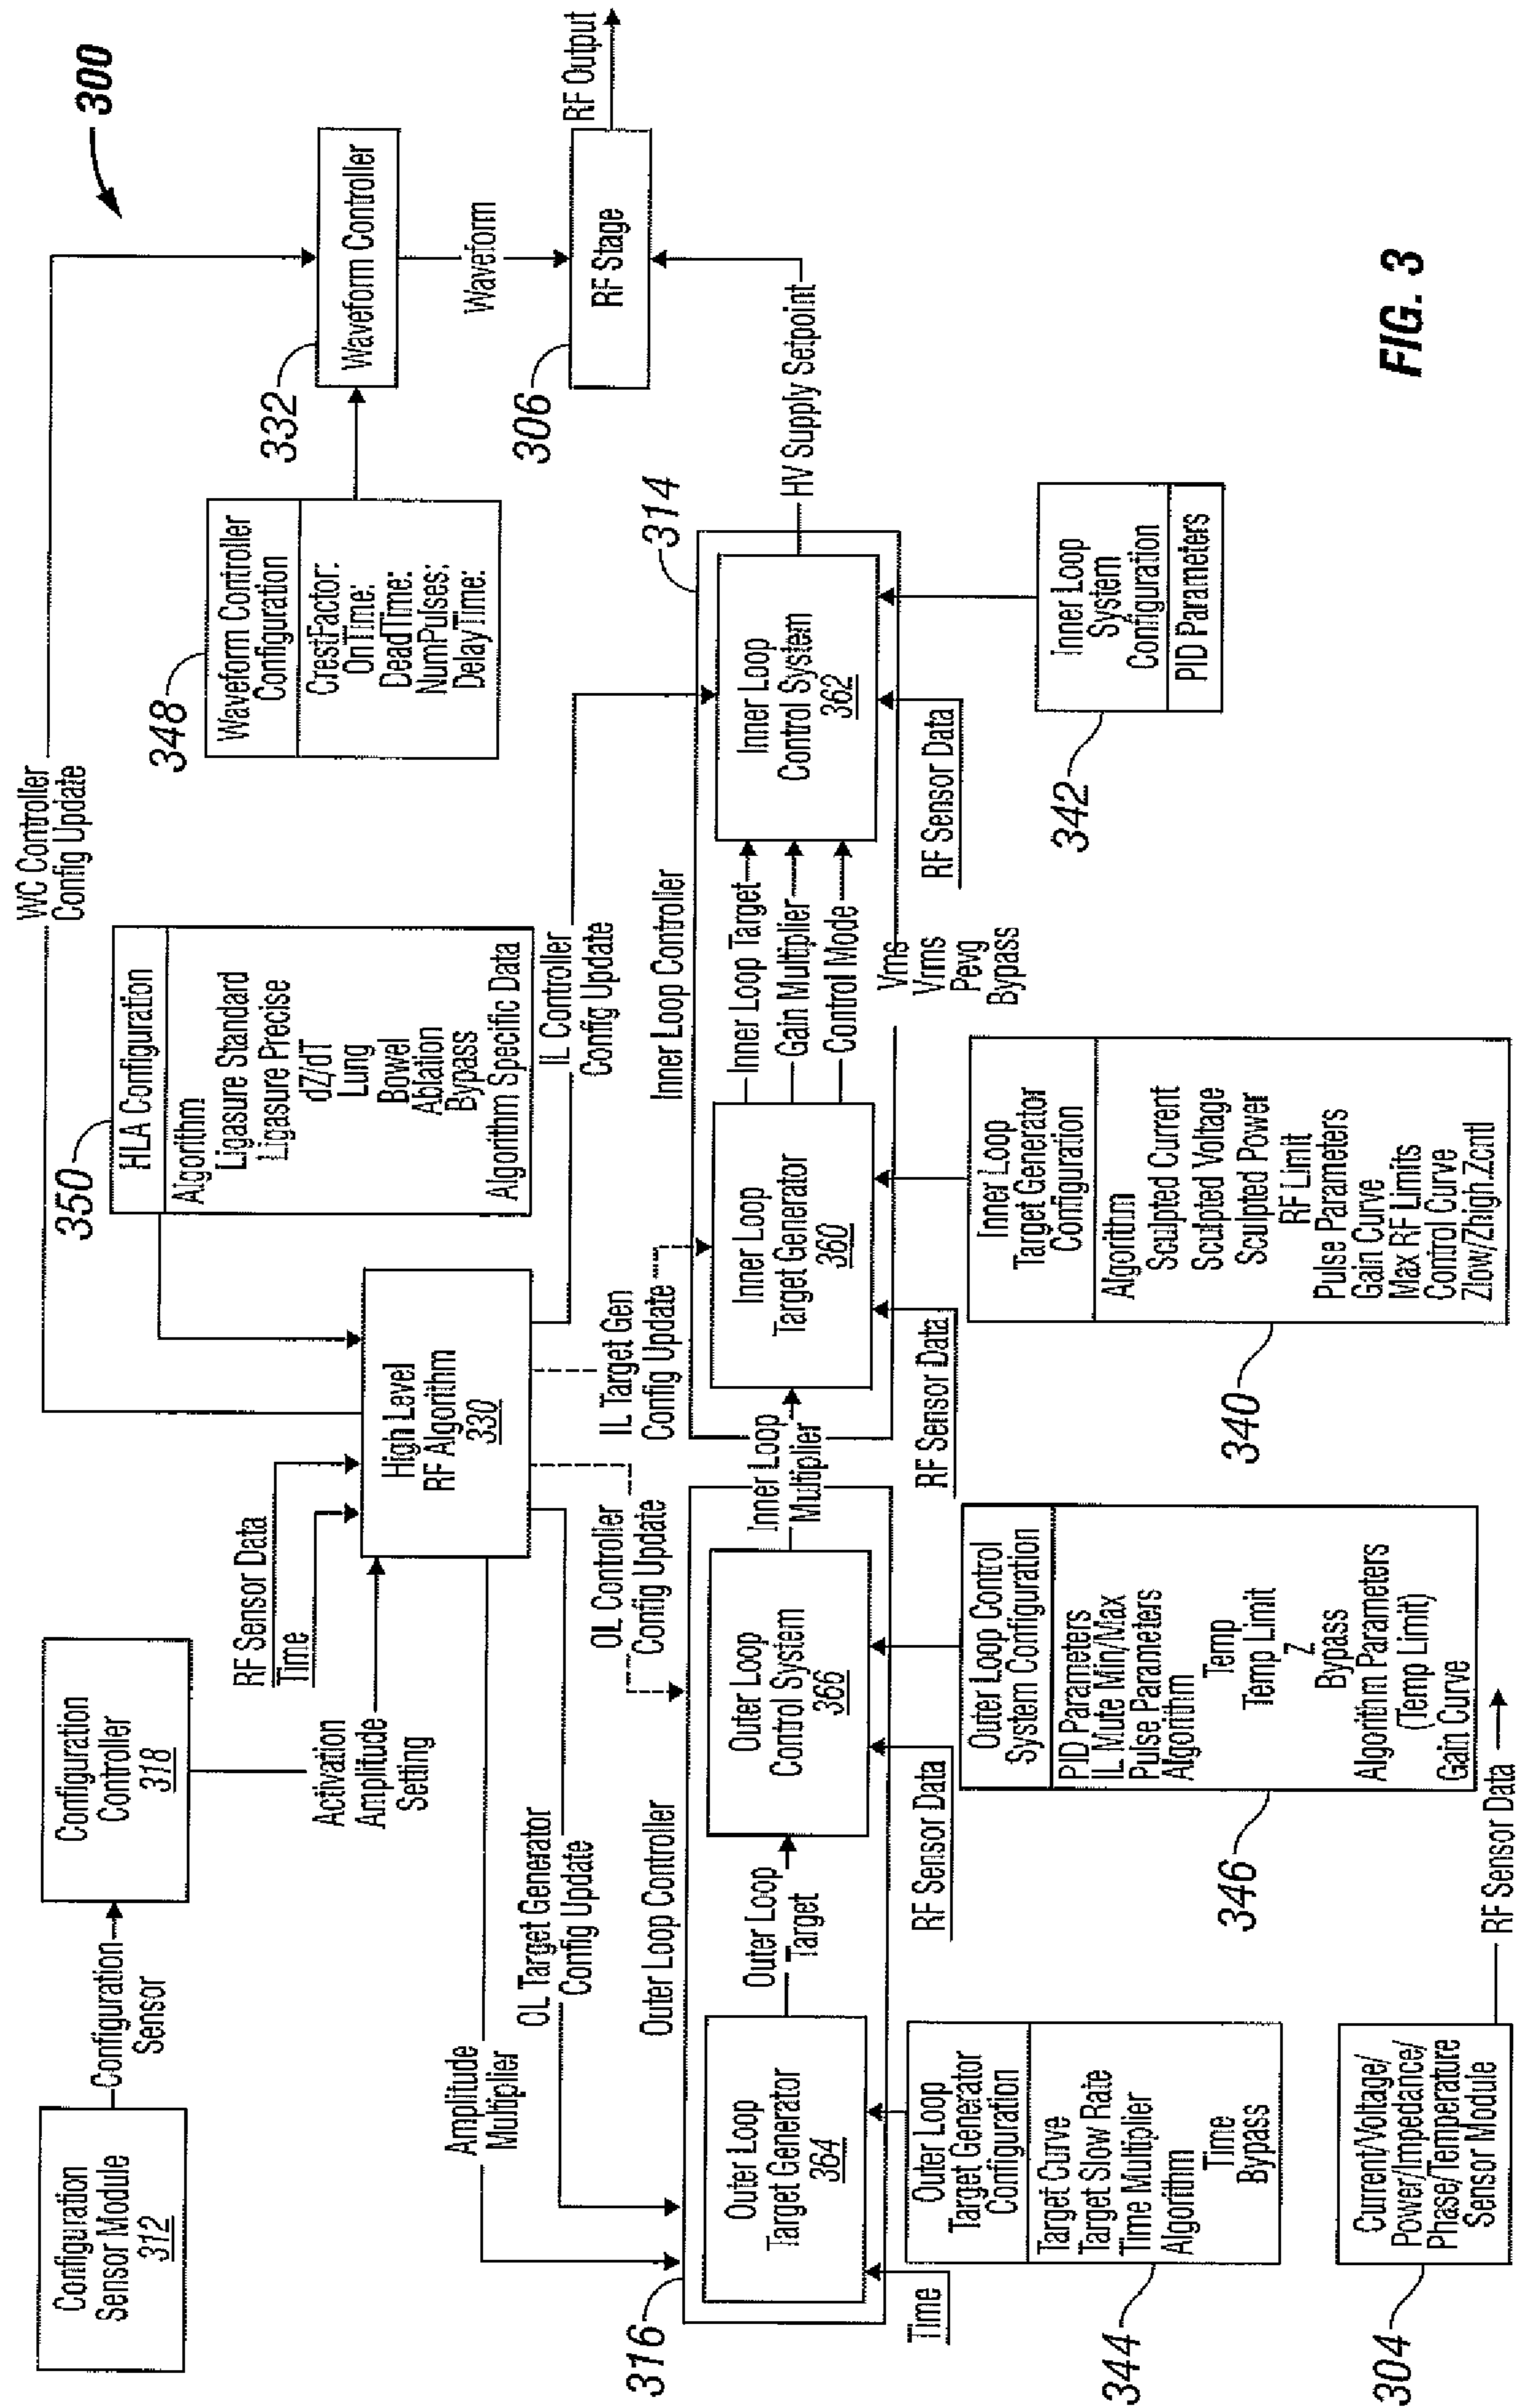 300
Configuration
Sensor Module
312
Configuration
Sensor
Configuration
Controller
318
Activation
Amplitude
Setting
RF Sensor Data
Time
High Level
RF Algorithm
330
350
HLA Configuration
Algorithm
Ligasure Standard
Ligasure Precise
dZ/dT
Lung
Bowel
Ablation
Bypass
Algorithm Specific Data
WC Controller
Config Update
348
Waveform Controller
Configuration
CrestFactor:
OnTime:
DeadTime:
NumPulses:
DelayTime:
332
Waveform Controller
Waveform
306
RF Stage
RF Output
HV Supply Setpoint
Amplitude
Multiplier
OL Target Generator
Config Update
OL Controller
Config Update
IL Target Gen
Config Update
IL Controller
Config Update
316
Outer Loop Controller
Outer Loop
Target Generator
364
Outer Loop
Target
Outer Loop
Control System
366
Inner Loop
Multiplier
314
Inner Loop Controller
Inner Loop
Target Generator
360
Inner Loop Target
Gain Multiplier
Control Mode
Inner Loop
Control System
362
Vrms
Vrms
Pevg
Bypass
Time
RF Sensor Data
RF Sensor Data
RF Sensor Data
344
Outer Loop
Target Generator
Configuration
Target Curve
Target Slow Rate
Time Multiplier
Algorithm
Time
Bypass
346
Outer Loop Control
System Configuration
PID Parameters
IL Mute Min/Max
Pulse Parameters
Algorithm
Temp
Temp Limit
Z
Bypass
Algorithm Parameters
(Temp Limit)
Gain Curve
340
Inner Loop
Target Generator
Configuration
Algorithm
Sculpted Current
Sculpted Voltage
Sculpted Power
RF Limit
Pulse Parameters
Gain Curve
Max RF Limits
Control Curve
Zlow/Zhigh.Zcntl
342
Inner Loop
System
Configuration
PID Parameters
304
Current/Voltage/
Power/Impedance/
Phase/Temperature
Sensor Module
RF Sensor Data
FIG. 3